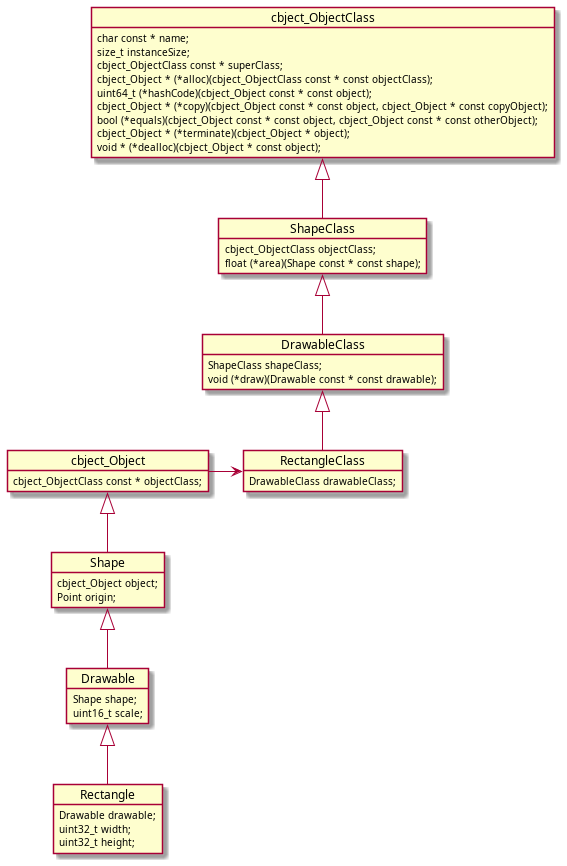 cbject_ObjectClass
char const * name;
size_t instanceSize;
cbject_ObjectClass const * superClass;
cbject_Object * (*alloc)(cbject_ObjectClass const * const objectClass);
uint64_t (*hashCode)(cbject_Object const * const object);
cbject_Object * (*copy)(cbject_Object const * const object, cbject_Object * const copyObject);
bool (*equals)(cbject_Object const * const object, cbject_Object const * const otherObject);
cbject_Object * (*terminate)(cbject_Object * object);
void * (*dealloc)(cbject_Object * const object);
ShapeClass
cbject_ObjectClass objectClass;
float (*area)(Shape const * const shape);
DrawableClass
ShapeClass shapeClass;
void (*draw)(Drawable const * const drawable);
cbject_Object
cbject_ObjectClass const * objectClass;
RectangleClass
DrawableClass drawableClass;
Shape
cbject_Object object;
Point origin;
Drawable
Shape shape;
uint16_t scale;
Rectangle
Drawable drawable;
uint32_t width;
uint32_t height;